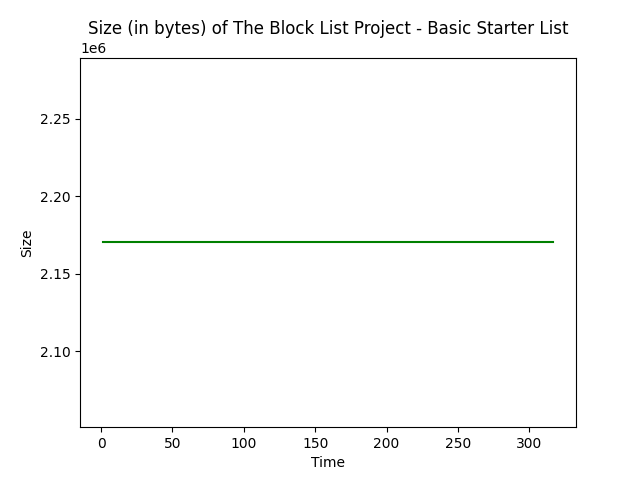 Size (in bytes) of The Block List Project - Basic Starter List
1e6
2.25
2.20
2.15
2.10
Size
0 50 100 150 200 250 300
Time